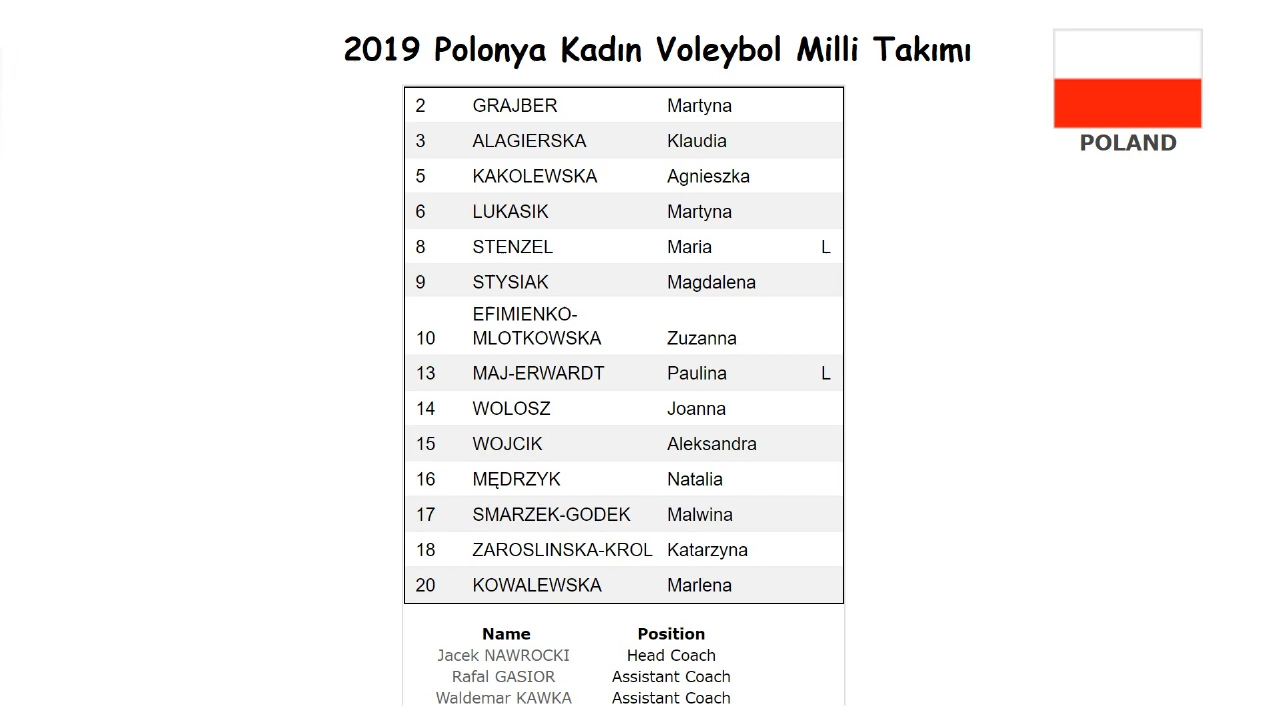 2019 Polonya Kadın Voleybol Milli Takımı
POLAND
2 GRAJBER Martyna
3 ALAGIERSKA Klaudia
5 KAKOLEWSKA Agnieszka
6 LUKASIK Martyna
8 STENZEL Maria L
9 STYSIAK Magdalena
EFIMIENKO-
10 MLOTKOWSKA Zuzanna
13 MAJ-ERWARDT Paulina L
14 WOLOSZ Joanna
15 WOJCIK Aleksandra
16 MĘDRZYK Natalia
17 SMARZEK-GODEK Malwina
18 ZAROSLINSKA-KROL Katarzyna
20 KOWALEWSKA Marlena
Name Position
Jacek NAWROCKI Head Coach
Rafal GASIOR Assistant Coach
Waldemar KAWKA Assistant Coach